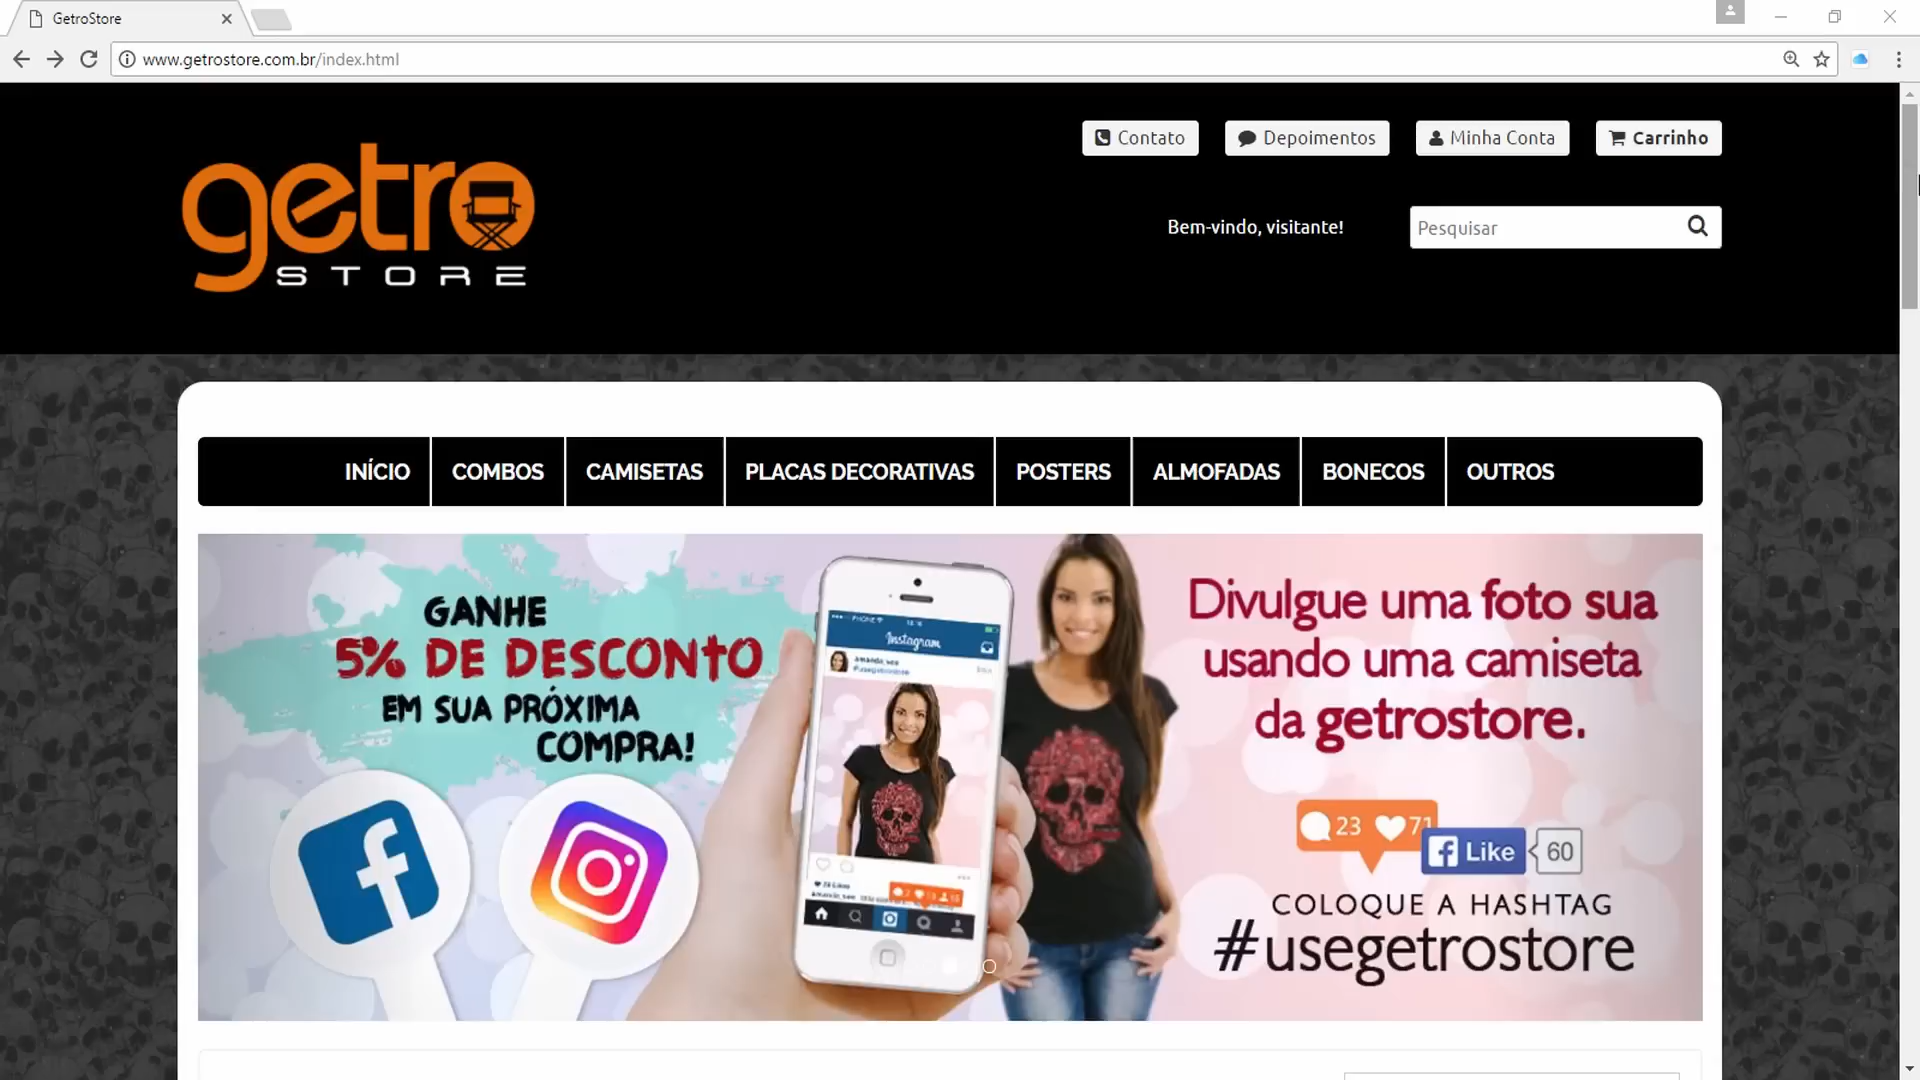 GetroStore
www.getrostore.com.br/index.html
getro
STORE
Contato
Depoimentos
Minha Conta
Carrinho
Bem-vindo, visitante!
Pesquisar
INÍCIO
COMBOS
CAMISETAS
PLACAS DECORATIVAS
POSTERS
ALMOFADAS
BONECOS
OUTROS
GANHE
5% DE DESCONTO
EM SUA PRÓXIMA
COMPRA!
Instagram
Divulgue uma foto sua
usando uma camiseta
da getrostore.
23 71
Like 60
COLOQUE A HASHTAG
#usegetrostore